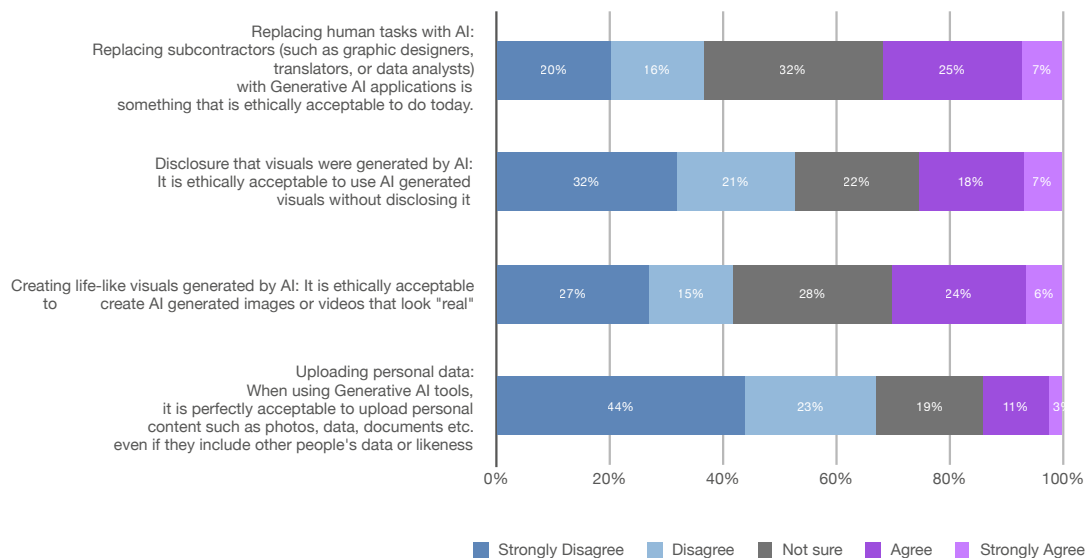 Replacing human tasks with AI:
Replacing subcontractors (such as graphic designers,
translators, or data analysts)
with Generative AI applications is
something that is ethically acceptable to do today.
20% 16% 32% 25% 7%
Disclosure that visuals were generated by AI:
It is ethically acceptable to use AI generated
visuals without disclosing it
32% 21% 22% 18% 7%
Creating life-like visuals generated by AI: It is ethically acceptable
to create AI generated images or videos that look "real"
27% 15% 28% 24% 6%
Uploading personal data:
When using Generative AI tools,
it is perfectly acceptable to upload personal
content such as photos, data, documents etc.
even if they include other people's data or likeness
44% 23% 19% 11% 3%
0% 20% 40% 60% 80% 100%
Strongly Disagree Disagree Not sure Agree Strongly Agree